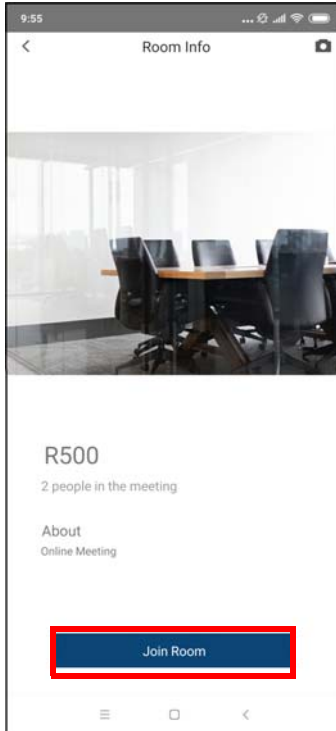 9:55
Room Info
R500
2 people in the meeting
About
Online Meeting
Join Room